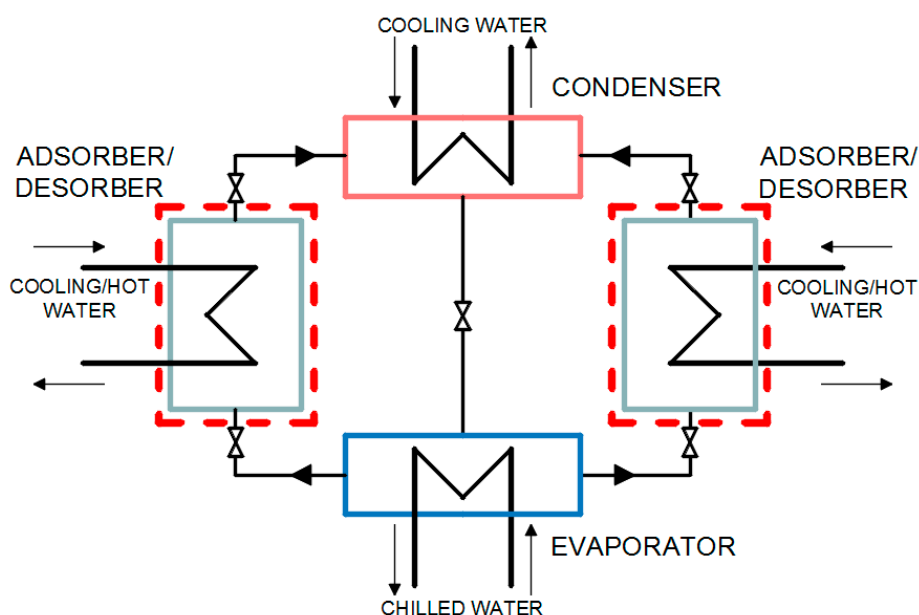 COOLING WATER
CONDENSER
ADSORBER/
DESORBER
ADSORBER/
DESORBER
COOLING/HOT
WATER
COOLING/HOT
WATER
EVAPORATOR
CHILLED WATER